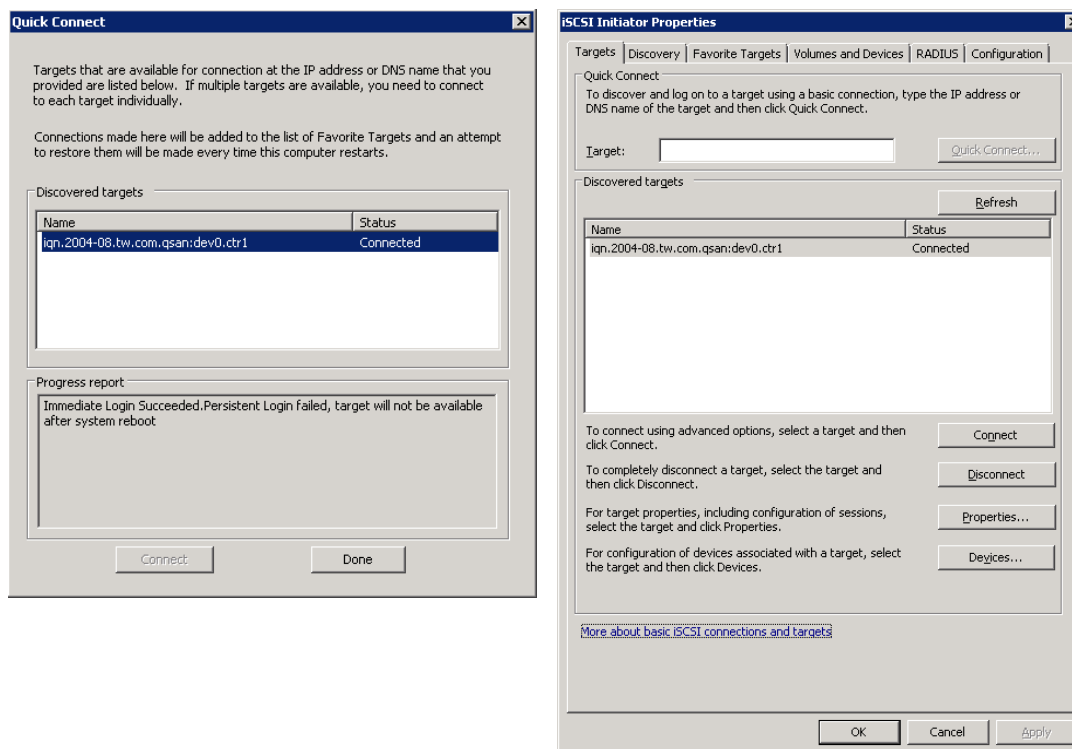 Quick Connect
Targets that are available for connection at the IP address or DNS name that you
provided are listed below. If multiple targets are available, you need to connect
to each target individually.
Connections made here will be added to the list of Favorite Targets and an attempt
to restore them will be made every time this computer restarts.
Discovered targets
Name Status
iqn.2004-08.tw.com.qsan:dev0.ctr1 Connected
Progress report
Immediate Login Succeeded.Persistent Login failed, target will not be available
after system reboot
Connect Done
iSCSI Initiator Properties
Targets Discovery Favorite Targets Volumes and Devices RADIUS Configuration
Quick Connect
To discover and log on to a target using a basic connection, type the IP address or
DNS name of the target and then click Quick Connect.
Target: Quick Connect...
Discovered targets
Refresh
Name Status
iqn.2004-08.tw.com.qsan:dev0.ctr1 Connected
To connect using advanced options, select a target and then
click Connect.
Connect
To completely disconnect a target, select the target and
then click Disconnect.
Disconnect
For target properties, including configuration of sessions,
select the target and click Properties.
Properties...
For configuration of devices associated with a target, select
the target and then click Devices.
Devices...
More about basic iSCSI connections and targets
OK Cancel Apply